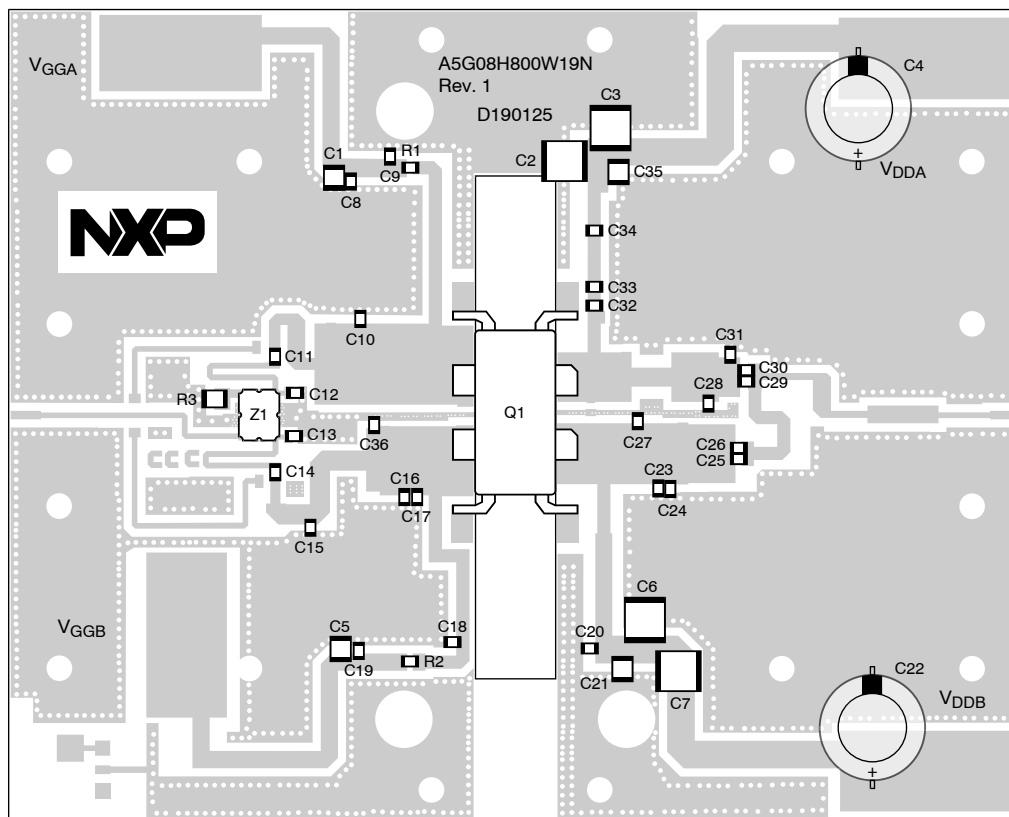 VGGA
A5G08H800W19N
Rev. 1
D190125
C3
C4
C2
C1
R1
C9
C8
C35
VDDA
NXP
C34
C33
C32
C10
C11
C31
C30
C29
R3
C12
Z1
Q1
C28
C13
C36
C27
C26
C25
C14
C16
C17
C23
C24
C15
VGGB
C6
C5
C18
C20
C19
R2
C21
C7
C22
VDDB
+
+